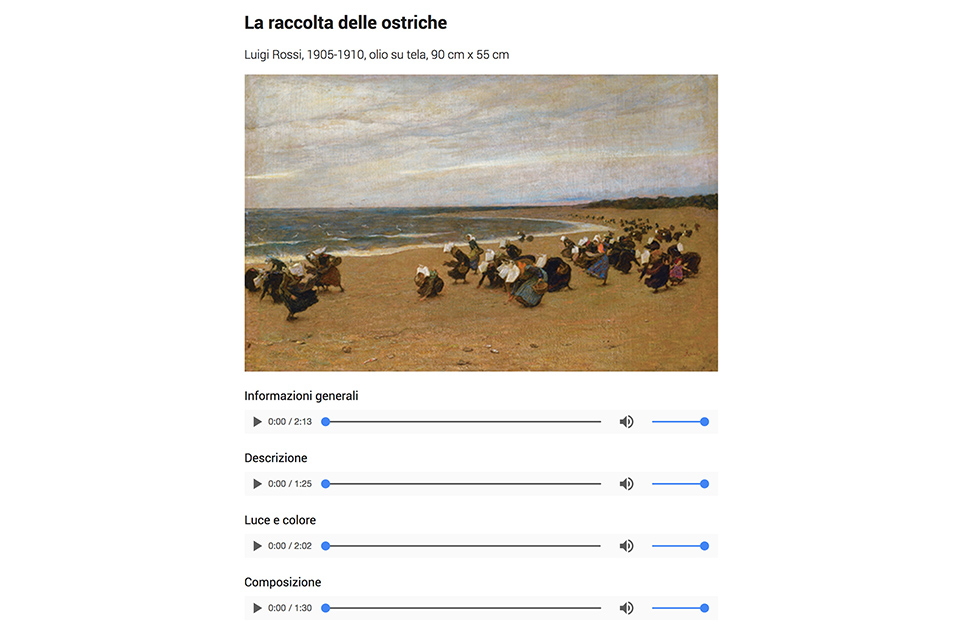 La raccolta delle ostriche
Luigi Rossi, 1905-1910, olio su tela, 90 cm x 55 cm
Informazioni generali
0:00 / 2:13
Descrizione
0:00 / 1:25
Luce e colore
0:00 / 2:02
Composizione
0:00 / 1:30